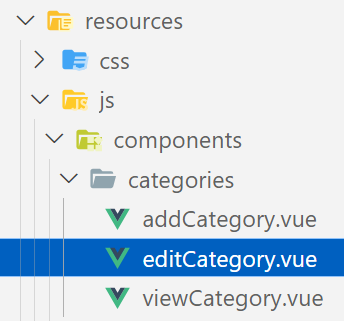 resources
css
js
components
categories
addCategory.vue
editCategory.vue
viewCategory.vue